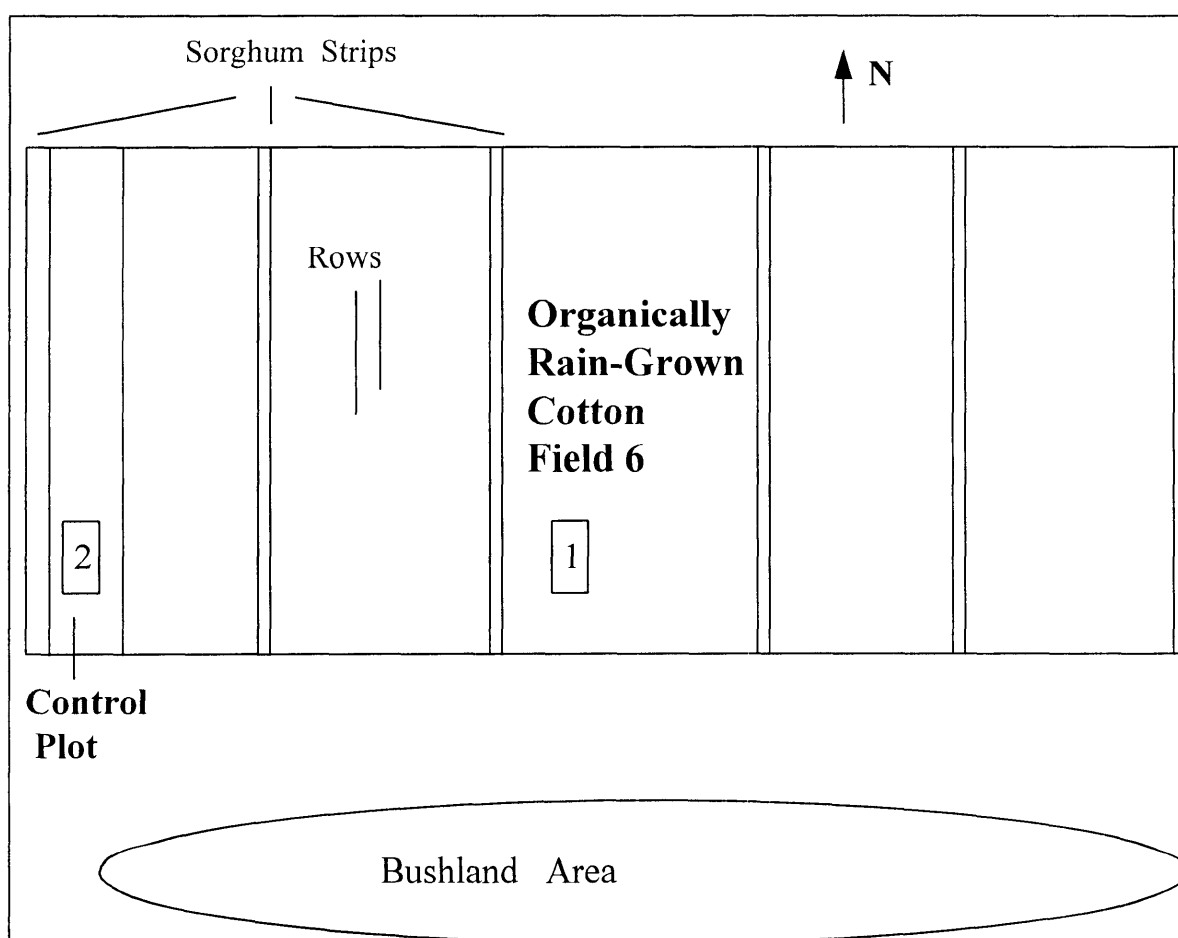 Sorghum Strips
N
Rows
Organically
Rain-Grown
Cotton
Field 6
2
1
Control
Plot
Bushland Area